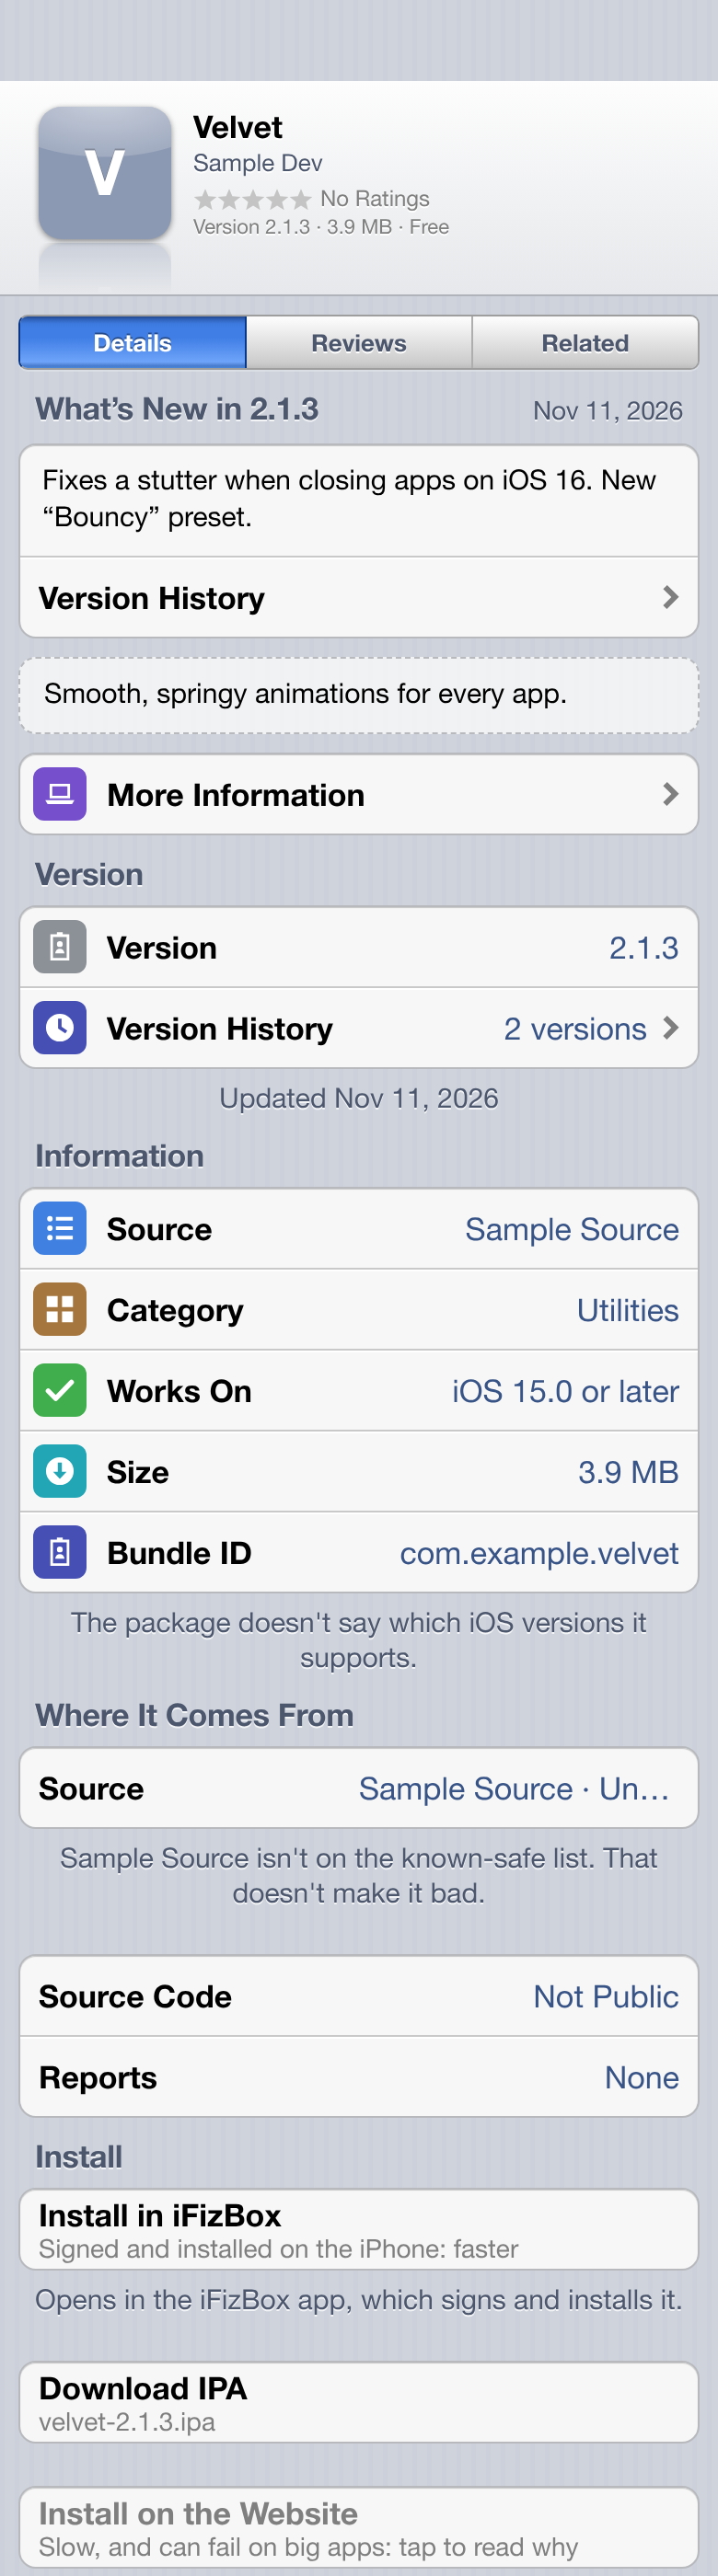 V
Velvet
Sample Dev
No Ratings
Version 2.1.3 · 3.9 MB · Free
Details
Reviews
Related
What’s New in 2.1.3
Nov 11, 2026
Fixes a stutter when closing apps on iOS 16. New
“Bouncy” preset.
Version History
Smooth, springy animations for every app.
More Information
Version
Version
2.1.3
Version History
2 versions
Updated Nov 11, 2026
Information
Source
Sample Source
Category
Utilities
Works On
iOS 15.0 or later
Size
3.9 MB
Bundle ID
com.example.velvet
The package doesn't say which iOS versions it
supports.
Where It Comes From
Source
Sample Source · Un…
Sample Source isn't on the known-safe list. That
doesn't make it bad.
Source Code
Not Public
Reports
None
Install
Install in iFizBox
Signed and installed on the iPhone: faster
Opens in the iFizBox app, which signs and installs it.
Download IPA
velvet-2.1.3.ipa
Install on the Website
Slow, and can fail on big apps: tap to read why